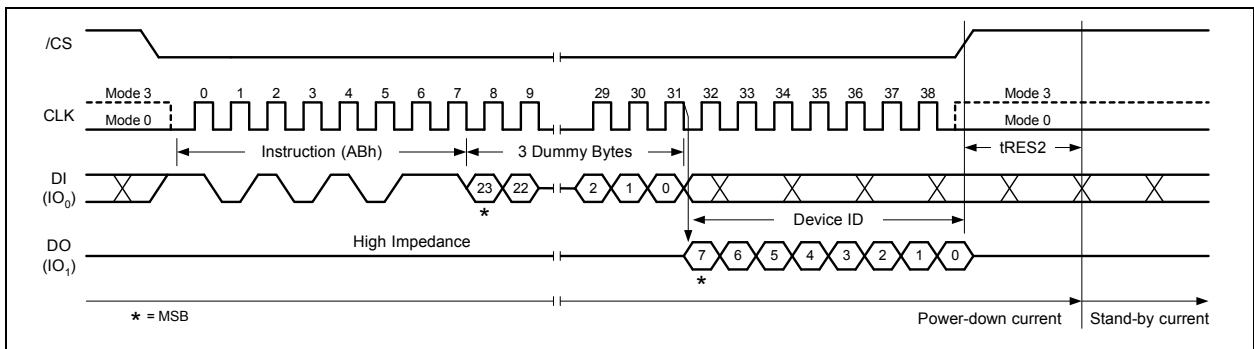 /CS
Mode 3 0 1 2 3 4 5 6 7 8 9 29 30 31 32 33 34 35 36 37 38 Mode 3
CLK
Mode 0 Mode 0
Instruction (ABh) 3 Dummy Bytes tRES2
DI
(IO0)
23 22 2 1 0
*
Device ID
High Impedance
DO
(IO1)
7 6 5 4 3 2 1 0
*
* = MSB
Power-down current Stand-by current